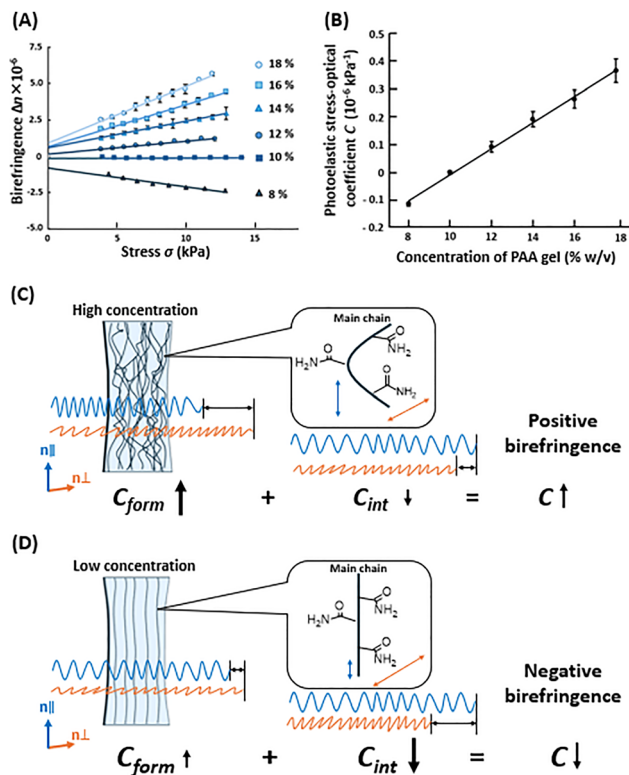 (A)
Birefringence Δn×10⁻⁶
7.5
5.0
2.5
0
-2.5
5.0
0
5
10
15
Stress σ (kPa)
18 %
16 %
14 %
12 %
10 %
8 %
(B)
Photoelastic stress-optical
coefficient C (10⁻⁶ kPa⁻¹)
0.5
0.4
0.3
0.2
0.1
0
- 0.1
- 0.2
8
10
12
14
16
18
Concentration of PAA gel (% w/v)
(C)
High concentration
Main chain
O
NH₂
H₂N
O
O
NH₂
n∥
n⊥
Positive
birefringence
C form + C int = C
(D)
Low concentration
Main chain
O
NH₂
H₂N
O
O
NH₂
n∥
n⊥
Negative
birefringence
C form + C int = C